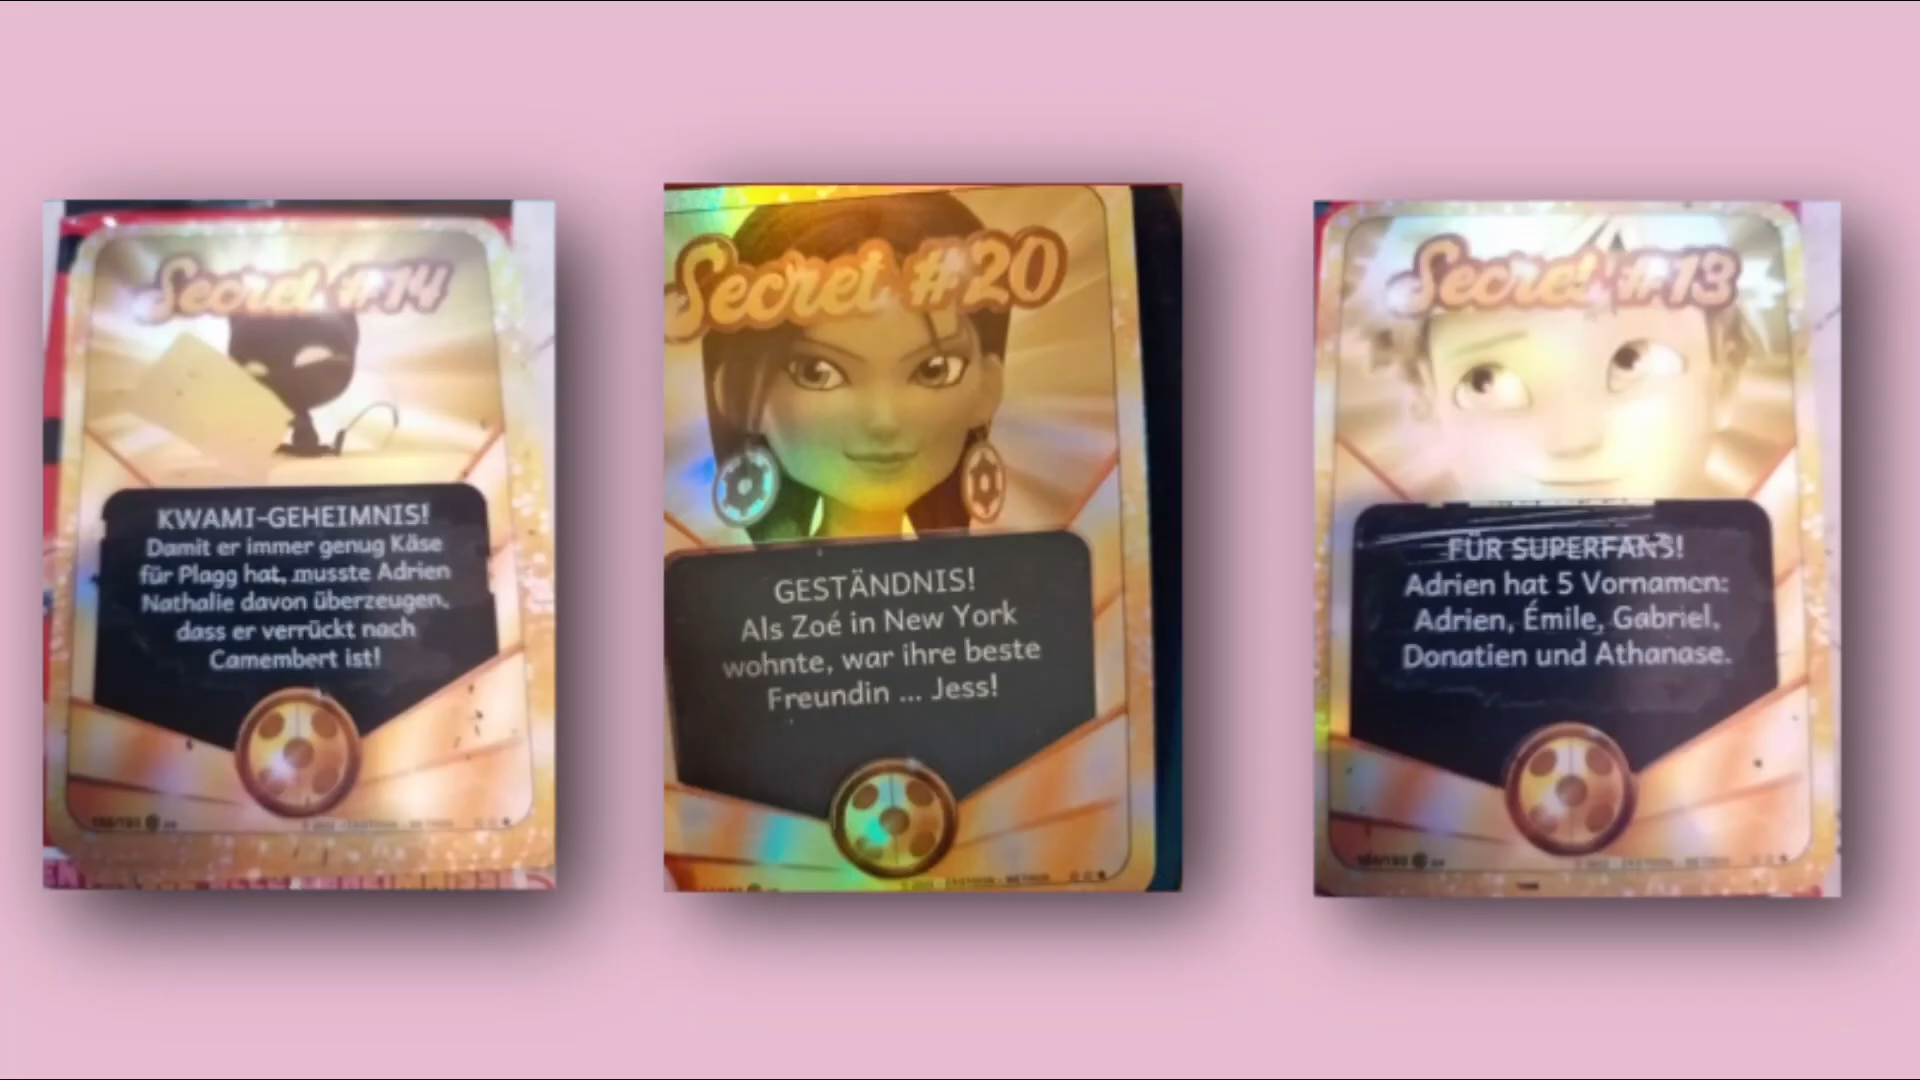 Secret #14
KWAMI-GEHEIMNIS!
Damit er immer genug Käse
für Plagg hat, musste Adrien
Nathalie davon überzeugen,
dass er verrückt nach
Camembert ist!
Secret #20
GESTÄNDNIS!
Als Zoé in New York
wohnte, war ihre beste
Freundin ... Jess!
Secret #13
FÜR SUPERFANS!
Adrien hat 5 Vornamen:
Adrien, Émile, Gabriel,
Donatien und Athanase.